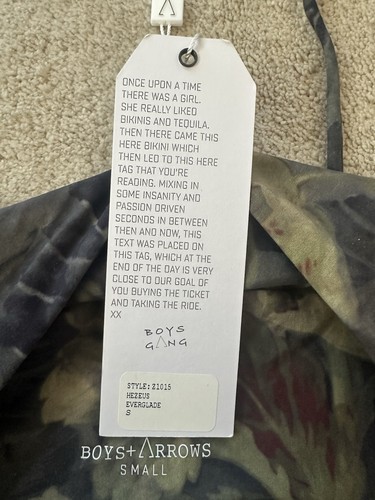 ONCE UPON A TIME
THERE WAS A GIRL.
SHE REALLY LIKED
BIKINIS AND TEQUILA.
THEN THERE CAME THIS
HERE BIKINI WHICH
THEN LED TO THIS HERE
TAG THAT YOU'RE
READING. MIXING IN
SOME INSANITY AND
PASSION DRIVEN
SECONDS IN BETWEEN
THEN AND NOW, THIS
TEXT WAS PLACED ON
THIS TAG, WHICH AT THE
END OF THE DAY IS VERY
CLOSE TO OUR GOAL OF
YOU BUYING THE TICKET
AND TAKING THE RIDE.
XX
BOYS
GANG
STYLE: Z1015
HEZEUS
EVERGLADE
S
BOYS+ARROWS
SMALL